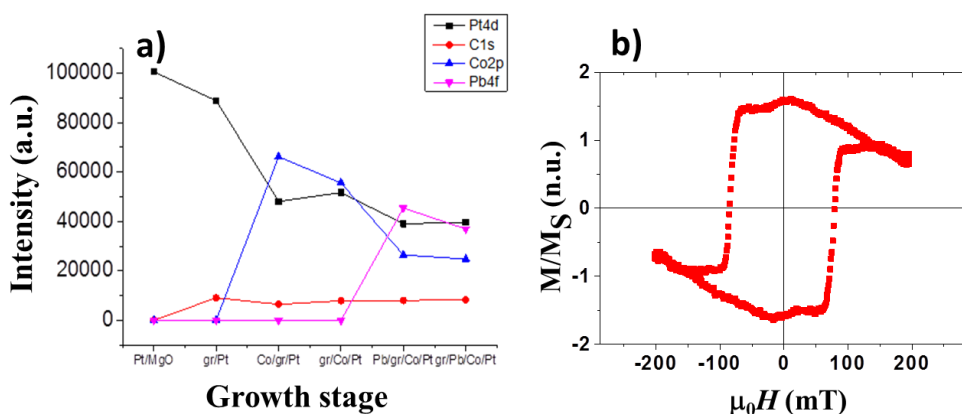 a)
Pt4d
C1s
Co2p
Pb4f
100000
80000
60000
40000
20000
0
Intensity (a.u.)
Pt/MgO gr/Pt Co/gr/Pt gr/Co/Pt Pb/gr/Co/Pt gr/Pb/Co/Pt
Growth stage
b)
2
1
0
-1
-2
M/MS (n.u.)
-200 -100 0 100 200
μ0H (mT)